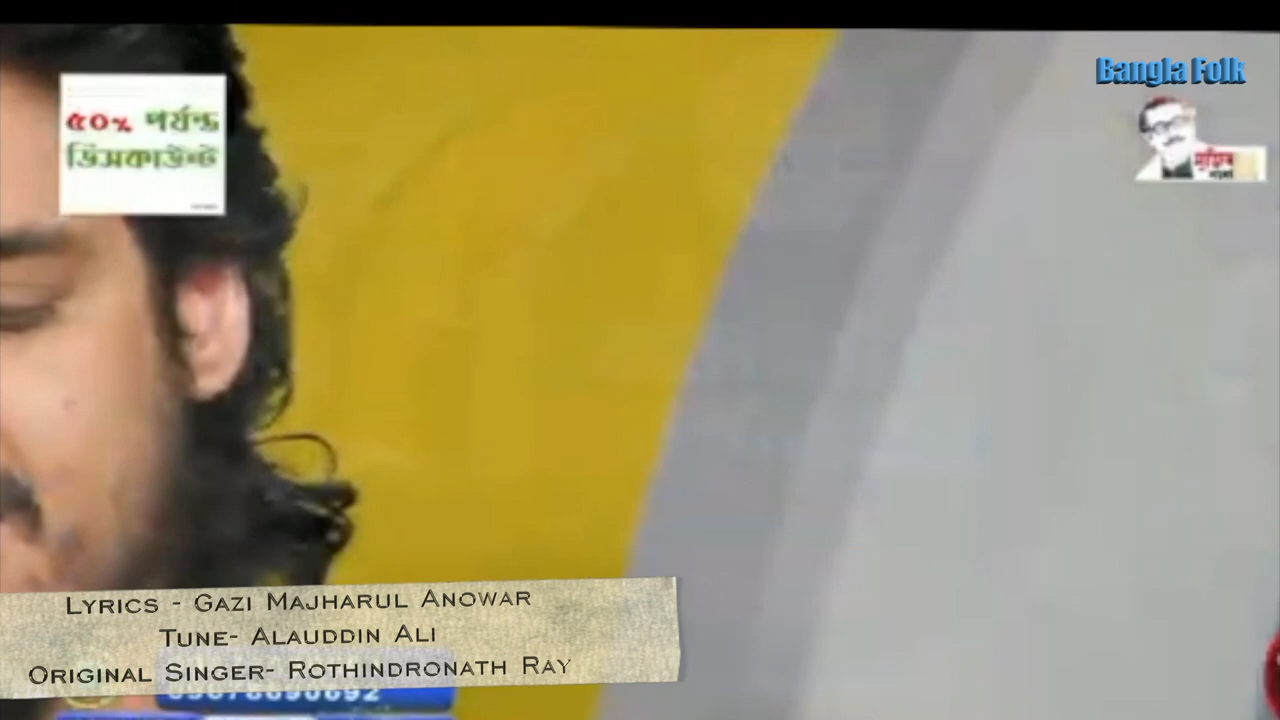 Bangla Folk
৫০% পর্যন্ত
ডিসকাউন্ট
Lyrics - Gazi Majharul Anowar
Tune- Alauddin Ali
Original Singer- Rothindronath Ray